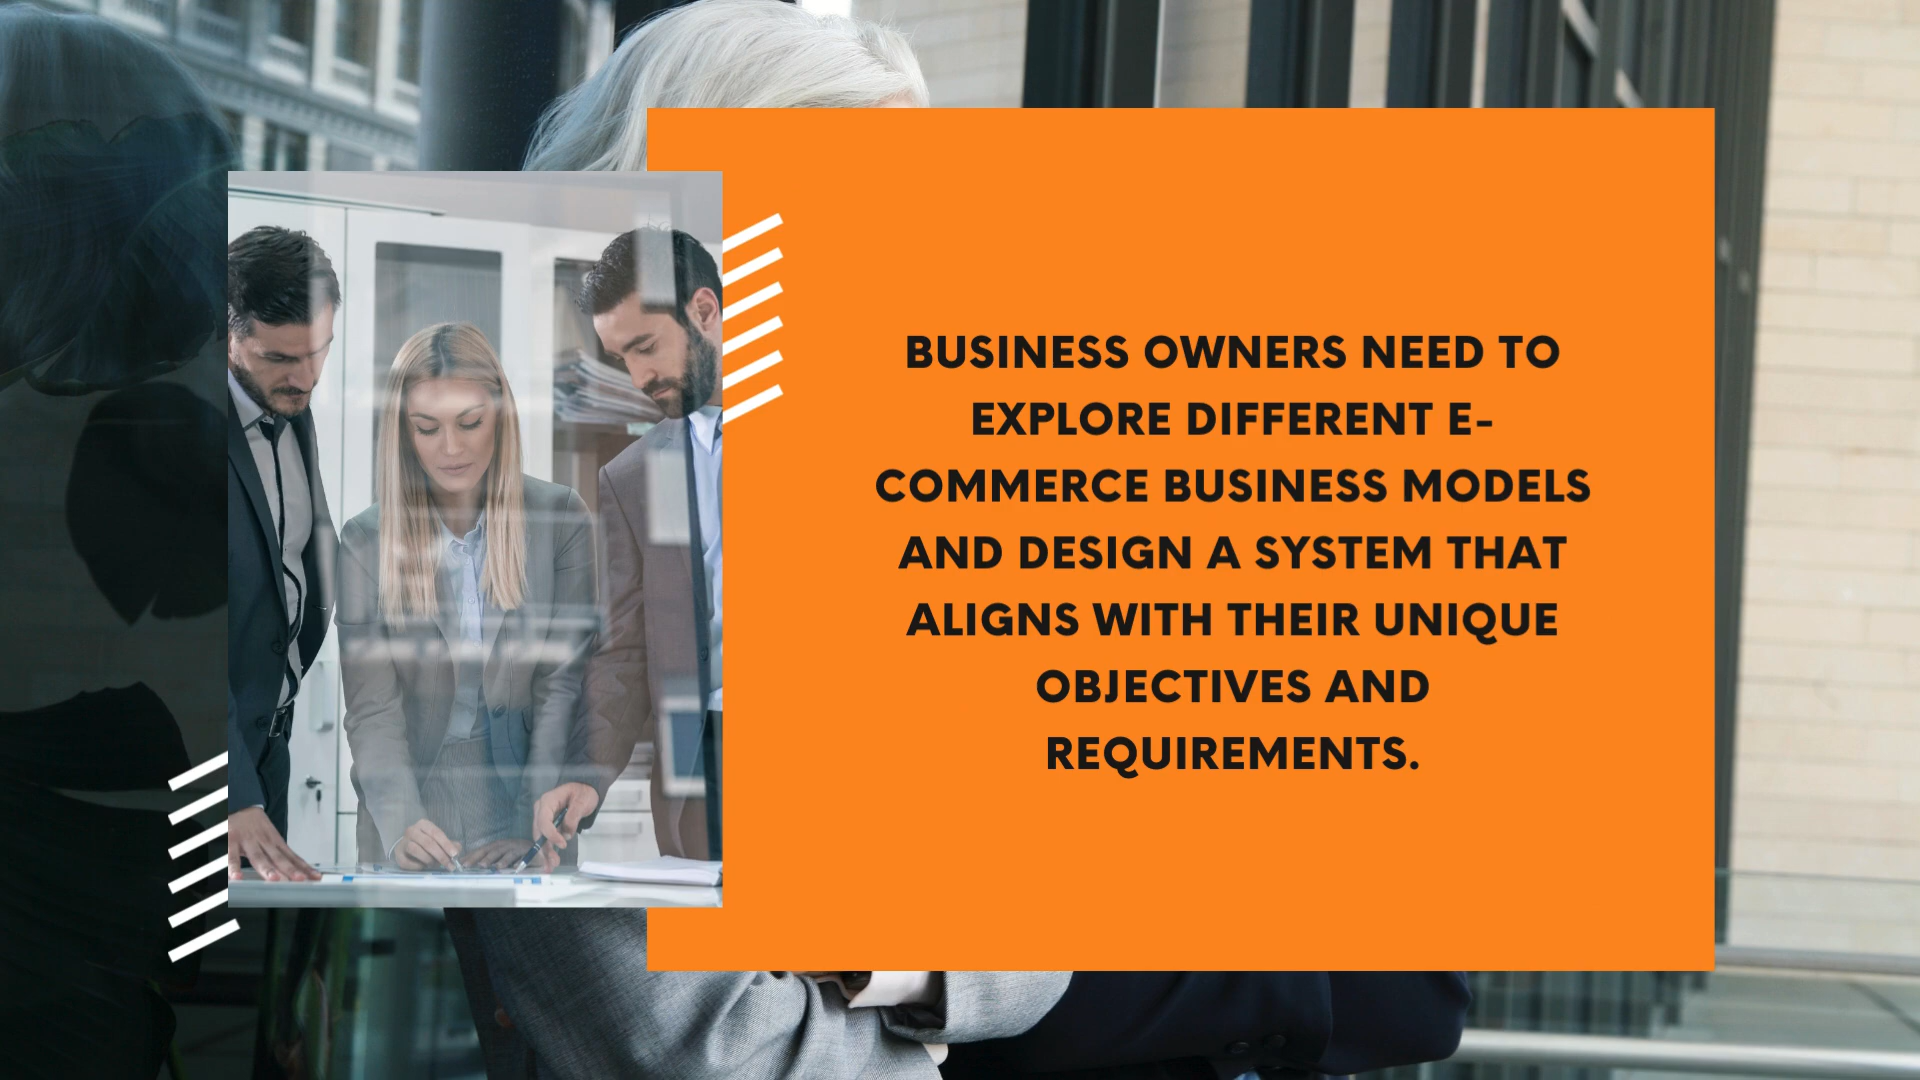 BUSINESS OWNERS NEED TO
EXPLORE DIFFERENT E-
COMMERCE BUSINESS MODELS
AND DESIGN A SYSTEM THAT
ALIGNS WITH THEIR UNIQUE
OBJECTIVES AND
REQUIREMENTS.